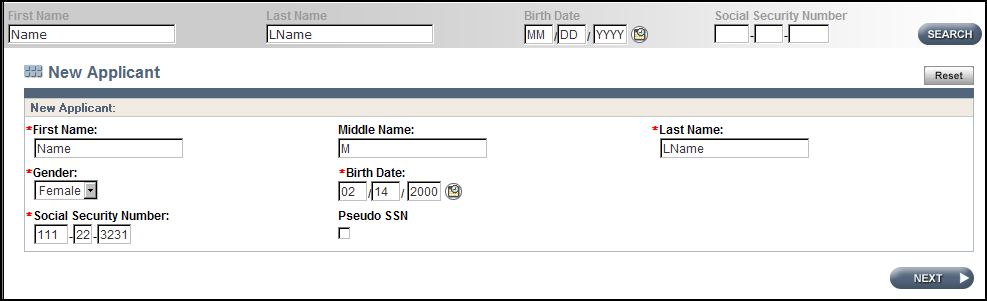 First Name Last Name Birth Date Social Security Number
Name LName MM / DD / YYYY - - SEARCH
New Applicant Reset
New Applicant:
*First Name: Middle Name: *Last Name:
Name M LName
*Gender: *Birth Date:
Female 02 / 14 / 2000
*Social Security Number: Pseudo SSN
111 - 22 - 3231
NEXT